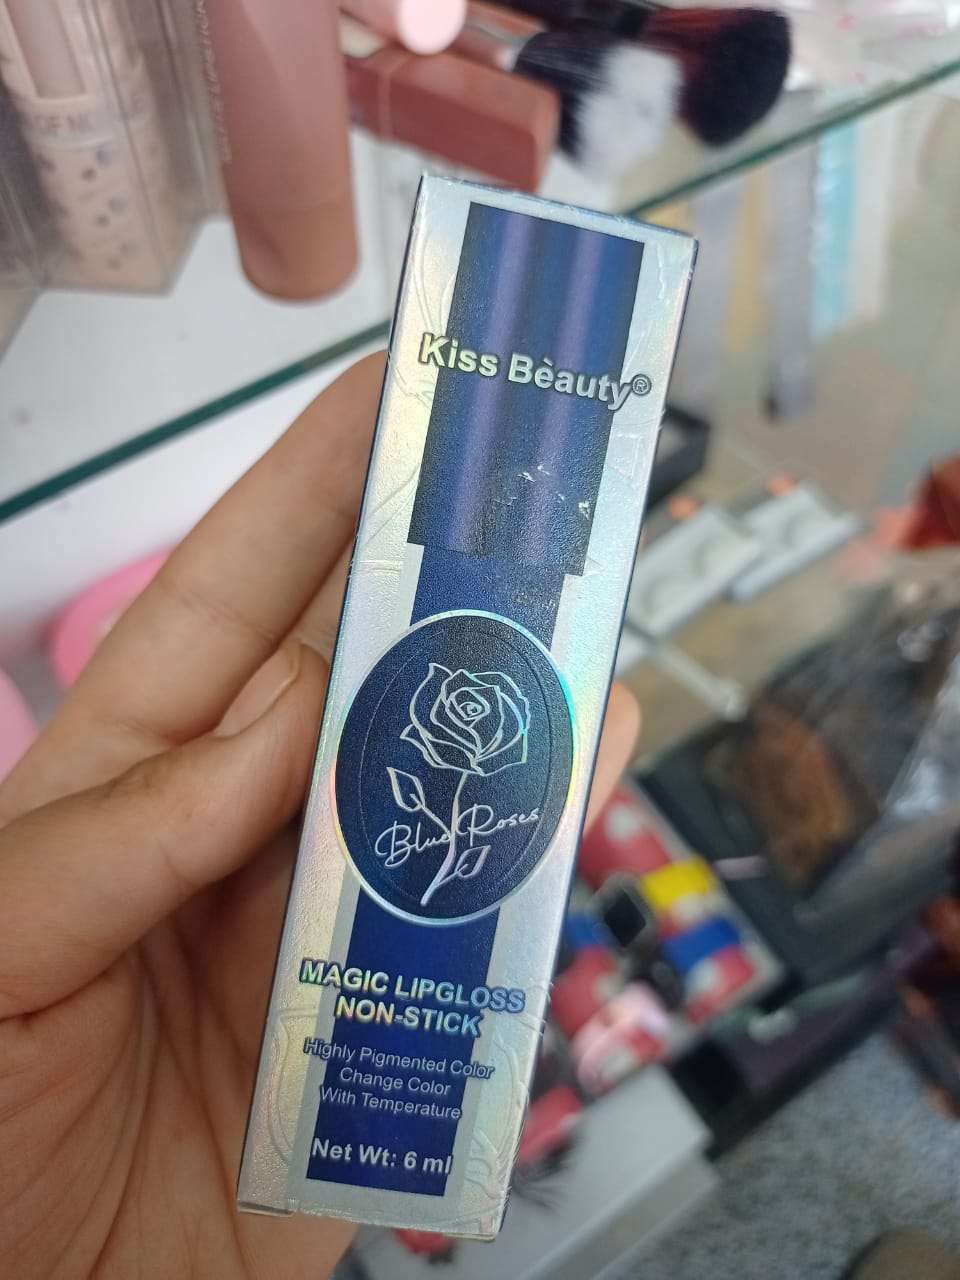 Kiss Bèauty®
Blue Roses
MAGIC LIPGLOSS
NON-STICK
Highly Pigmented Color
Change Color
With Temperature
Net Wt: 6 ml